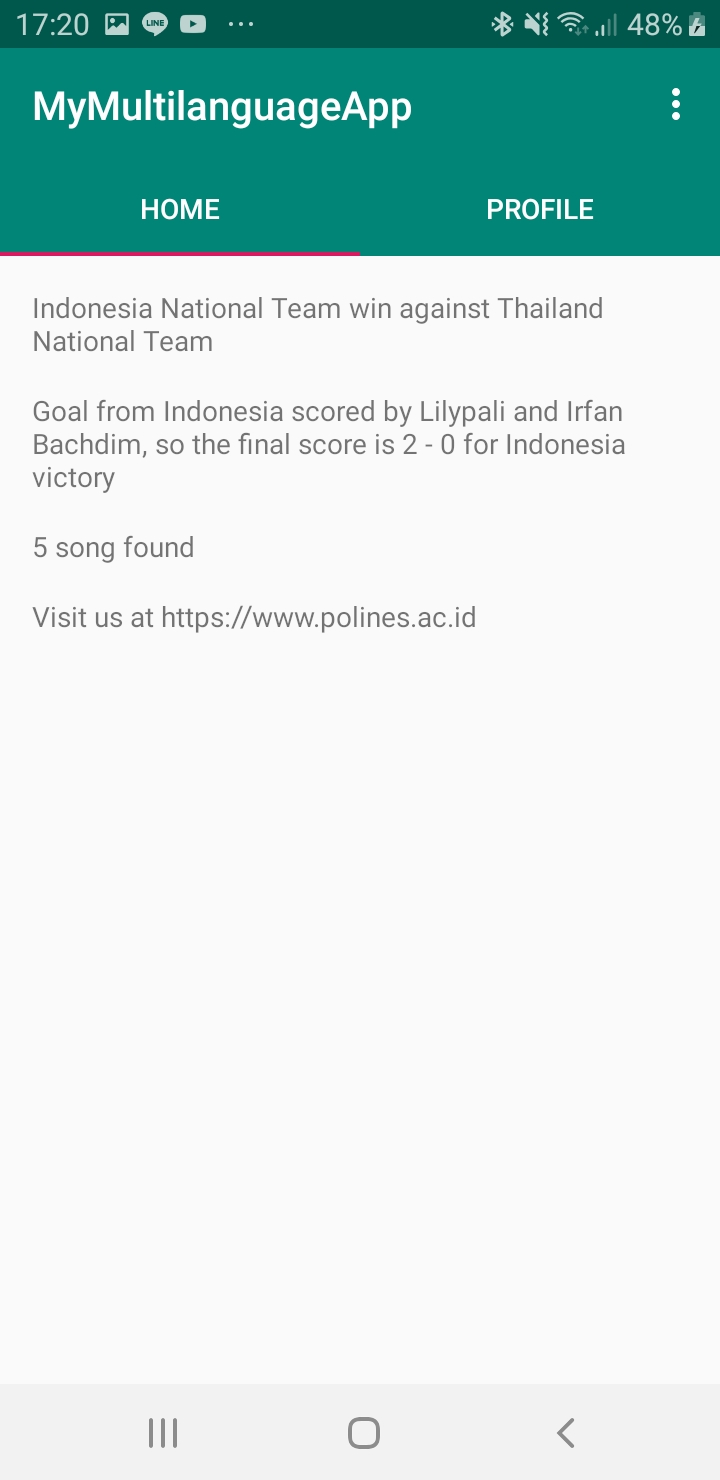 17:20 LINE 48%
MyMultilanguageApp
HOME PROFILE
Indonesia National Team win against Thailand
National Team
Goal from Indonesia scored by Lilypali and Irfan
Bachdim, so the final score is 2 - 0 for Indonesia
victory
5 song found
Visit us at https://www.polines.ac.id